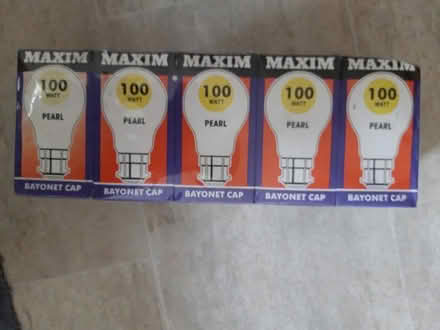 MAXIM MAXIM MAXIM MAXIM MAXIM
100 100 100 100 100
WATT WATT WATT WATT WATT
PEARL PEARL PEARL PEARL PEARL
BAYONET CAP BAYONET CAP BAYONET CAP BAYONET CAP BAYONET CAP